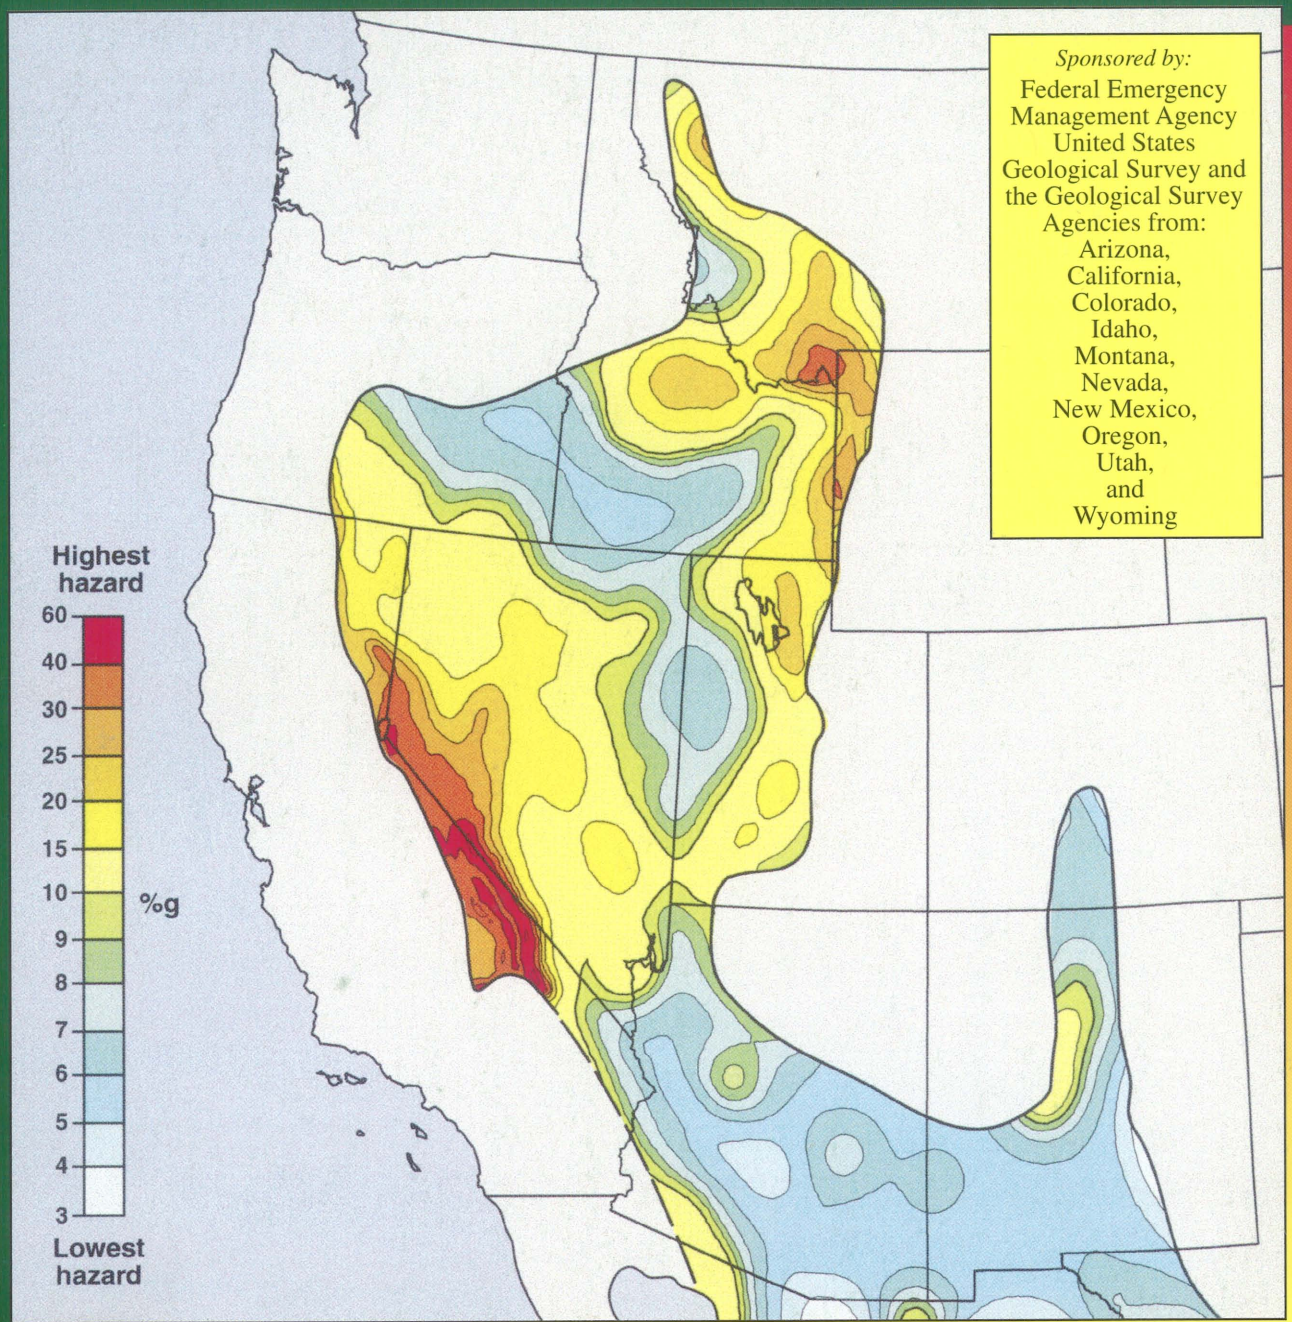 Sponsored by:
Federal Emergency
Management Agency
United States
Geological Survey and
the Geological Survey
Agencies from:
Arizona,
California,
Colorado,
Idaho,
Montana,
Nevada,
New Mexico,
Oregon,
Utah,
and
Wyoming
Highest
hazard
60
40
30
25
20
15
10
%g
9
8
7
6
5
4
3
Lowest
hazard